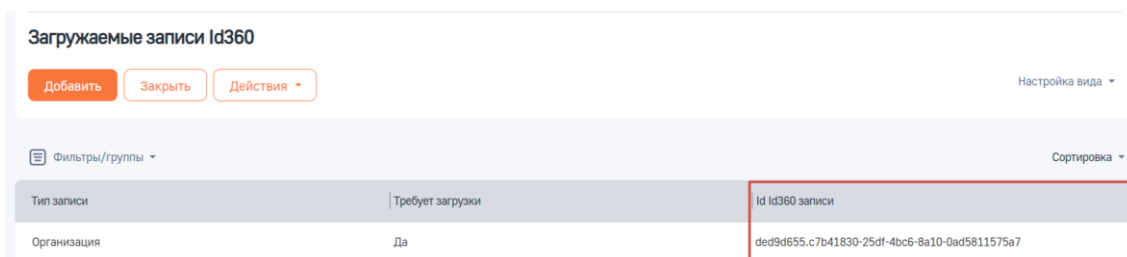 Загружаемые записи Id360
Добавить Закрыть Действия Настройка вида
Фильтры/группы Сортировка
Тип записи Требует загрузки Id Id360 записи
Организация Да ded9d655.c7b41830-25df-4bc6-8a10-0ad5811575a7